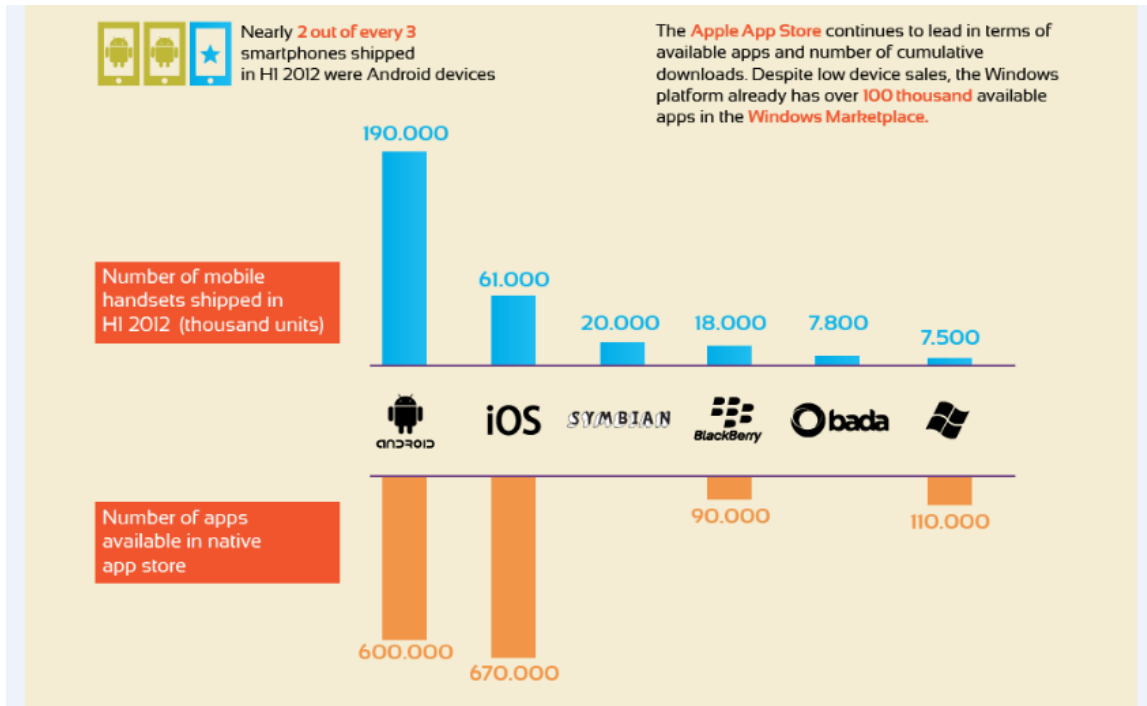 Nearly 2 out of every 3
smartphones shipped
in H1 2012 were Android devices
The Apple App Store continues to lead in terms of
available apps and number of cumulative
downloads. Despite low device sales, the Windows
platform already has over 100 thousand available
apps in the Windows Marketplace.
190.000
61.000
20.000
18.000
7.800
7.500
Number of mobile
handsets shipped in
H1 2012 (thousand units)
android
iOS
SYMBIAN
BlackBerry
bada
Number of apps
available in native
app store
600.000
670.000
90.000
110.000